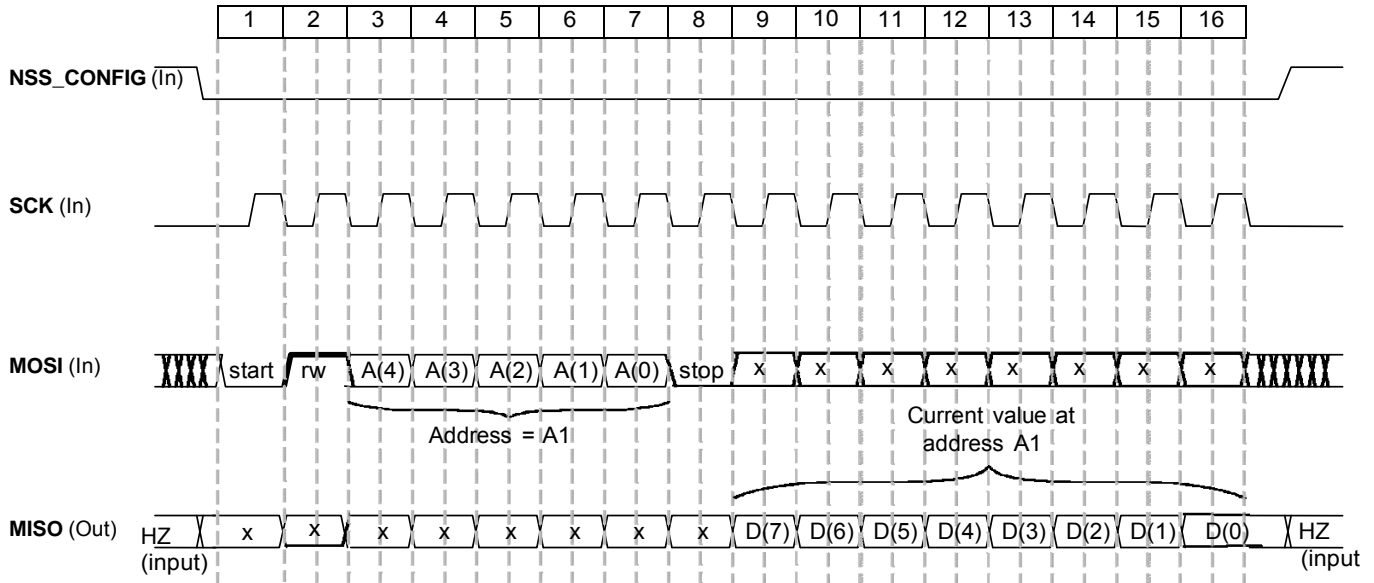 1 2 3 4 5 6 7 8 9 10 11 12 13 14 15 16
NSS_CONFIG (In)
SCK (In)
MOSI (In) start rw A(4) A(3) A(2) A(1) A(0) stop x x x x x x x x
Address = A1
Current value at
address A1
MISO (Out) HZ x x x x x x x x D(7) D(6) D(5) D(4) D(3) D(2) D(1) D(0) HZ
(input) (input